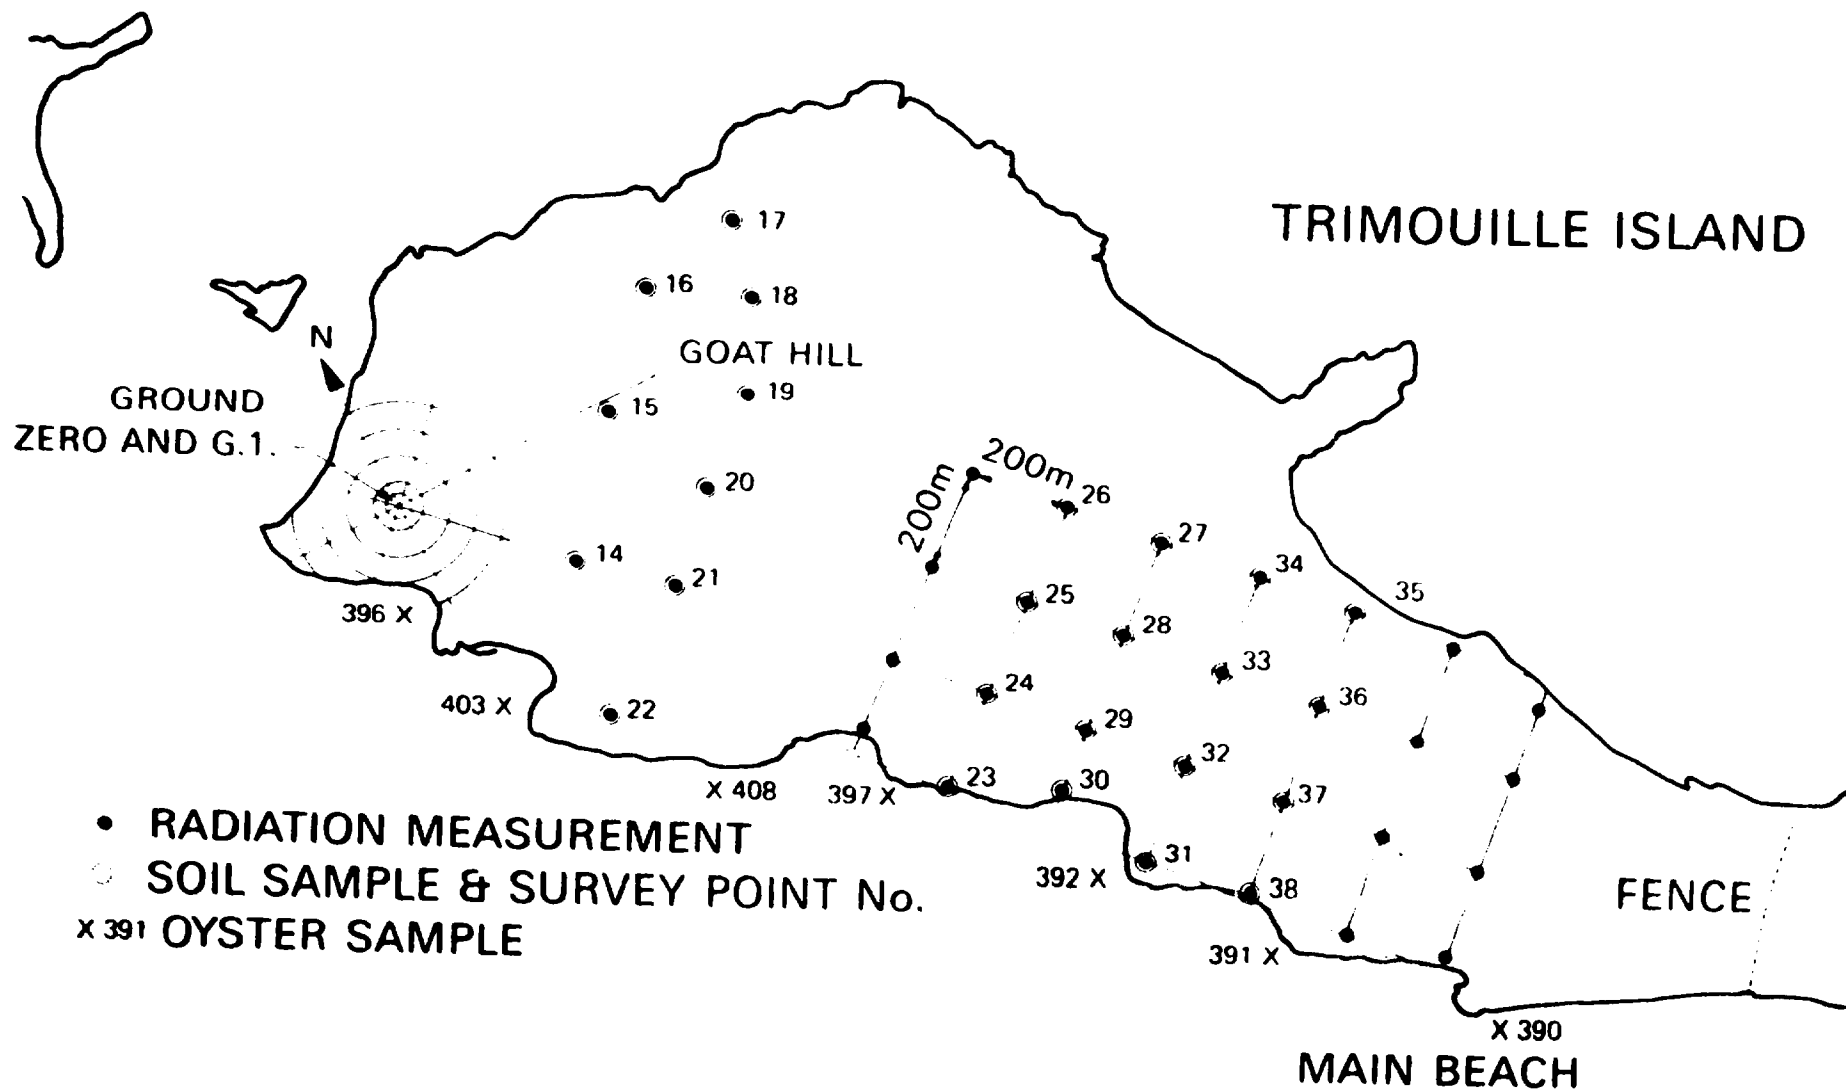 TRIMOUILLE ISLAND
17
16
18
N
GOAT HILL
GROUND
ZERO AND G.1.
15
19
200m
200m
20
26
27
14
21
34
25
35
396 X
28
33
24
36
403 X
22
29
32
X 408
397 X
23
30
37
31
392 X
38
391 X
FENCE
RADIATION MEASUREMENT
SOIL SAMPLE & SURVEY POINT No.
X 391 OYSTER SAMPLE
X 390
MAIN BEACH